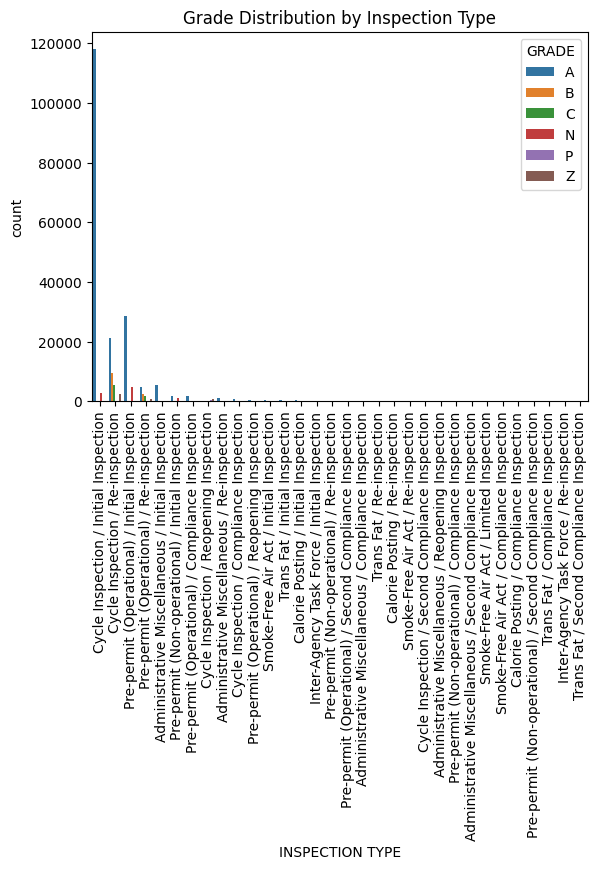 Grade Distribution by Inspection Type
120000
100000
80000
60000
40000
20000
0
count
GRADE
A
B
C
N
P
Z
Cycle Inspection / Initial Inspection
Cycle Inspection / Re-inspection
Pre-permit (Operational) / Initial Inspection
Pre-permit (Operational) / Re-inspection
Administrative Miscellaneous / Initial Inspection
Pre-permit (Non-operational) / Initial Inspection
Pre-permit (Operational) / Compliance Inspection
Cycle Inspection / Reopening Inspection
Administrative Miscellaneous / Re-inspection
Cycle Inspection / Compliance Inspection
Pre-permit (Operational) / Reopening Inspection
Smoke-Free Air Act / Initial Inspection
Trans Fat / Initial Inspection
Calorie Posting / Initial Inspection
Inter-Agency Task Force / Initial Inspection
Pre-permit (Non-operational) / Re-inspection
Pre-permit (Operational) / Second Compliance Inspection
Administrative Miscellaneous / Compliance Inspection
Trans Fat / Re-inspection
Calorie Posting / Re-inspection
Smoke-Free Air Act / Re-inspection
Cycle Inspection / Second Compliance Inspection
Administrative Miscellaneous / Reopening Inspection
Pre-permit (Non-operational) / Compliance Inspection
Administrative Miscellaneous / Second Compliance Inspection
Smoke-Free Air Act / Limited Inspection
Smoke-Free Air Act / Compliance Inspection
Calorie Posting / Compliance Inspection
Pre-permit (Non-operational) / Second Compliance Inspection
Trans Fat / Compliance Inspection
Inter-Agency Task Force / Re-inspection
Trans Fat / Second Compliance Inspection
INSPECTION TYPE